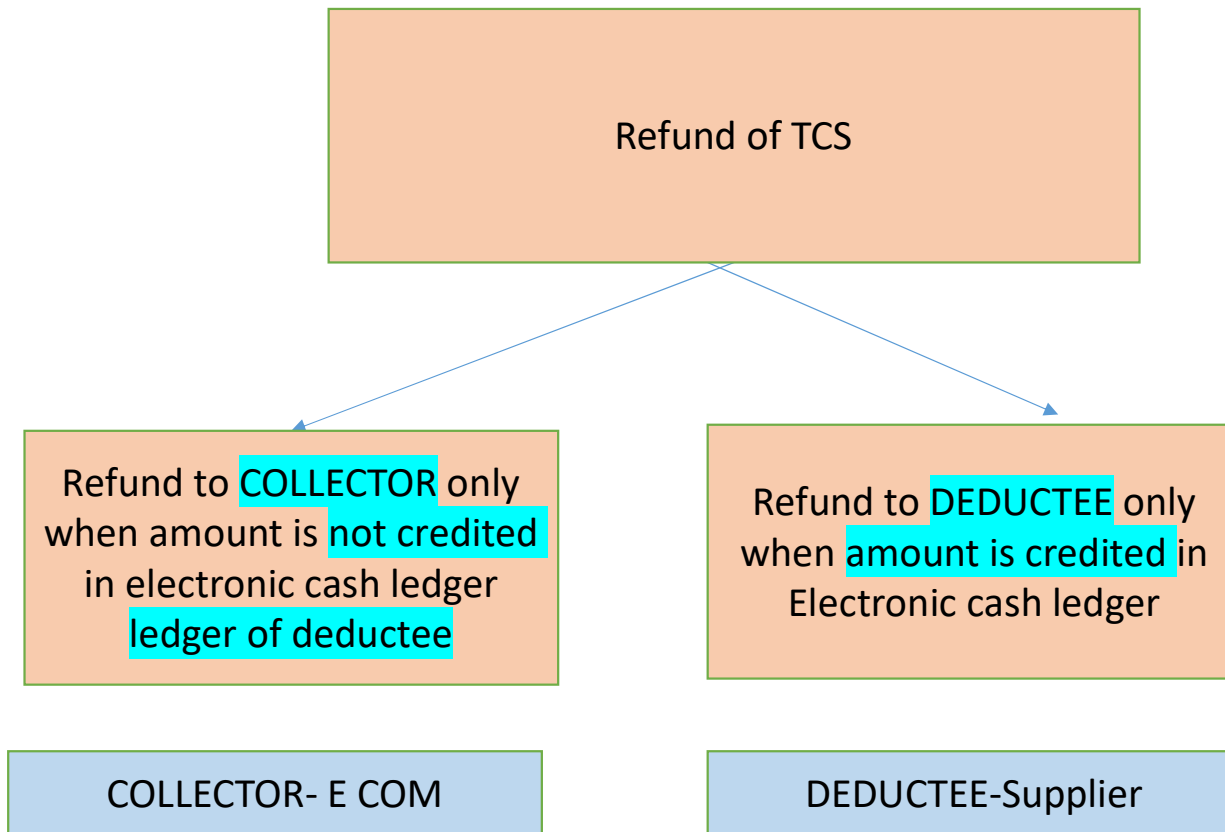 Refund of TCS
Refund to COLLECTOR only
when amount is not credited
in electronic cash ledger
ledger of deductee
Refund to DEDUCTEE only
when amount is credited in
Electronic cash ledger
COLLECTOR- E COM
DEDUCTEE-Supplier